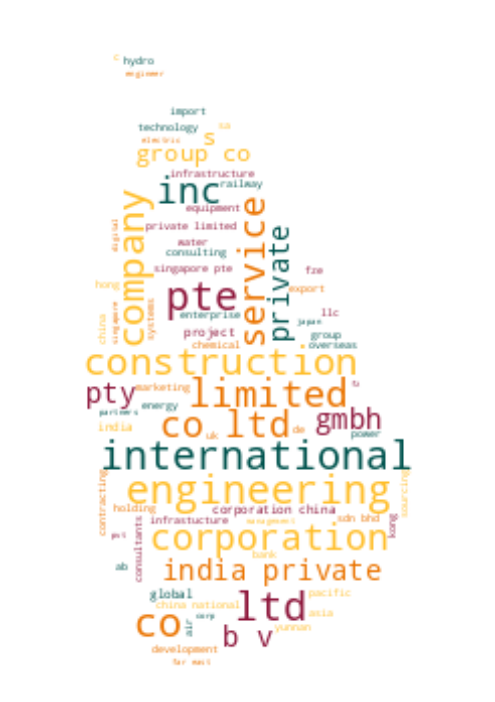 c hydro
engineer
import
technology sa
electric s
group co
infrastructure
inc railway
company
equipment
service
digital
private limited
private
water
consulting
singapore pte
fze
hong
pte
export
systems
china
singapore
enterprise
llc
japan
project
group
chemical
overseas
construction
pty
marketing
limited
energy
partners
co ltd
gmbh
india
uk
de
power
international
contracting
engineering
sourcing
holding
corporation china
infrastucture
management
sdn bhd
kong
consultants
pvt
corporation
bank
ab
india private
global
pacific
china national
ltd
asia
co
air
corp
b v
yunnan
development
far east